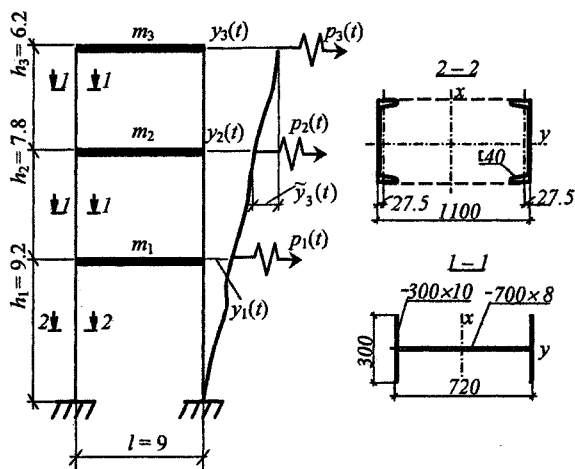 h₃= 6.2
h₂= 7.8
h₁= 9.2
m₃
y₃(t)
p₃(t)
1 1
m₂
y₂(t)
p₂(t)
ỹ₃(t)
1 1
m₁
p₁(t)
y₁(t)
2 2
l = 9
2 – 2
x
y
[40
27.5
27.5
1100
1 – 1
-300×10
-700×8
x
300
y
720